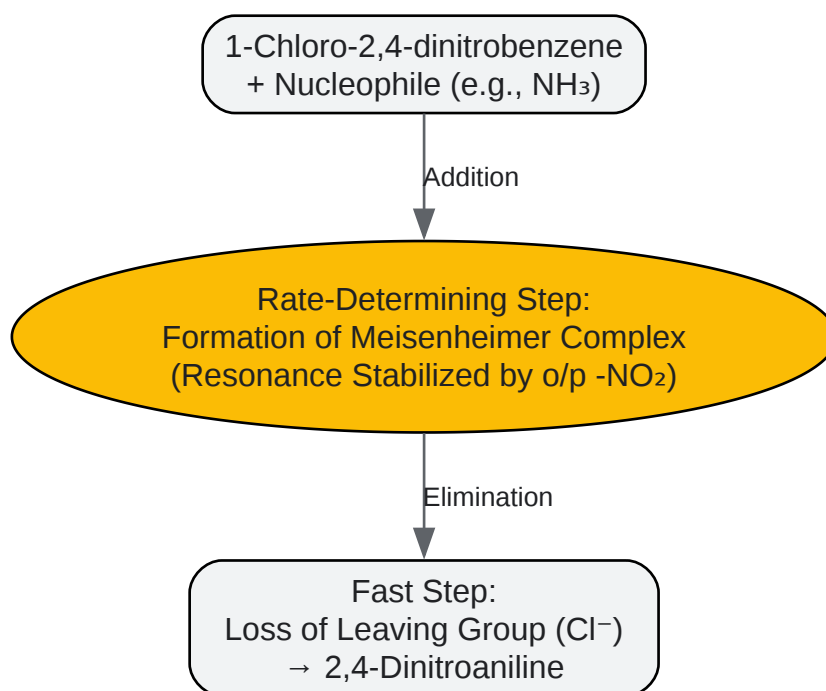 1-Chloro-2,4-dinitrobenzene
+ Nucleophile (e.g., NH₃)
Addition
Rate-Determining Step:
Formation of Meisenheimer Complex
(Resonance Stabilized by o/p -NO₂)
Elimination
Fast Step:
Loss of Leaving Group (Cl⁻)
→ 2,4-Dinitroaniline